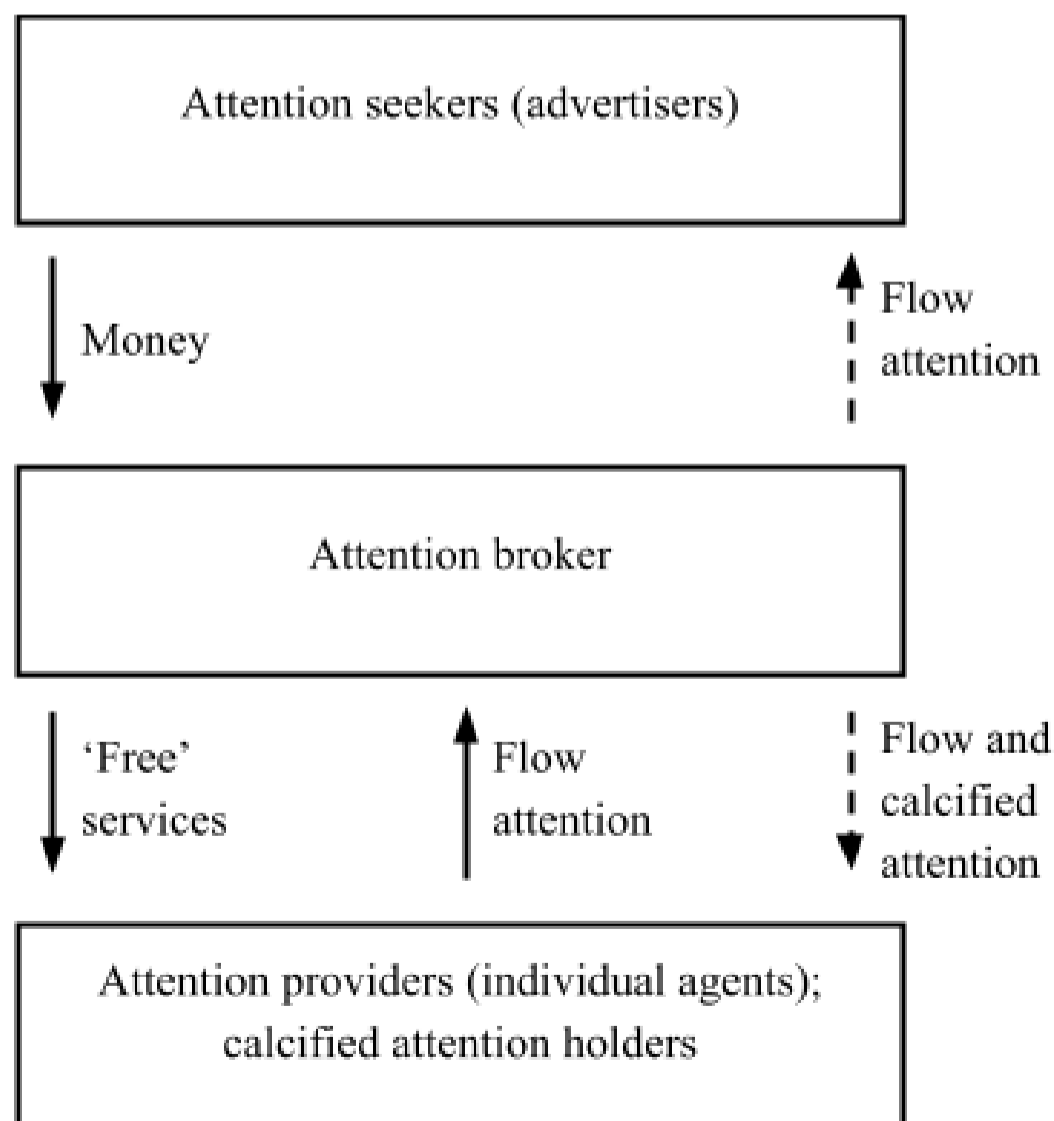 Attention seekers (advertisers)
Money
Flow
attention
Attention broker
‘Free’
services
Flow
attention
Flow and
calcified
attention
Attention providers (individual agents);
calcified attention holders